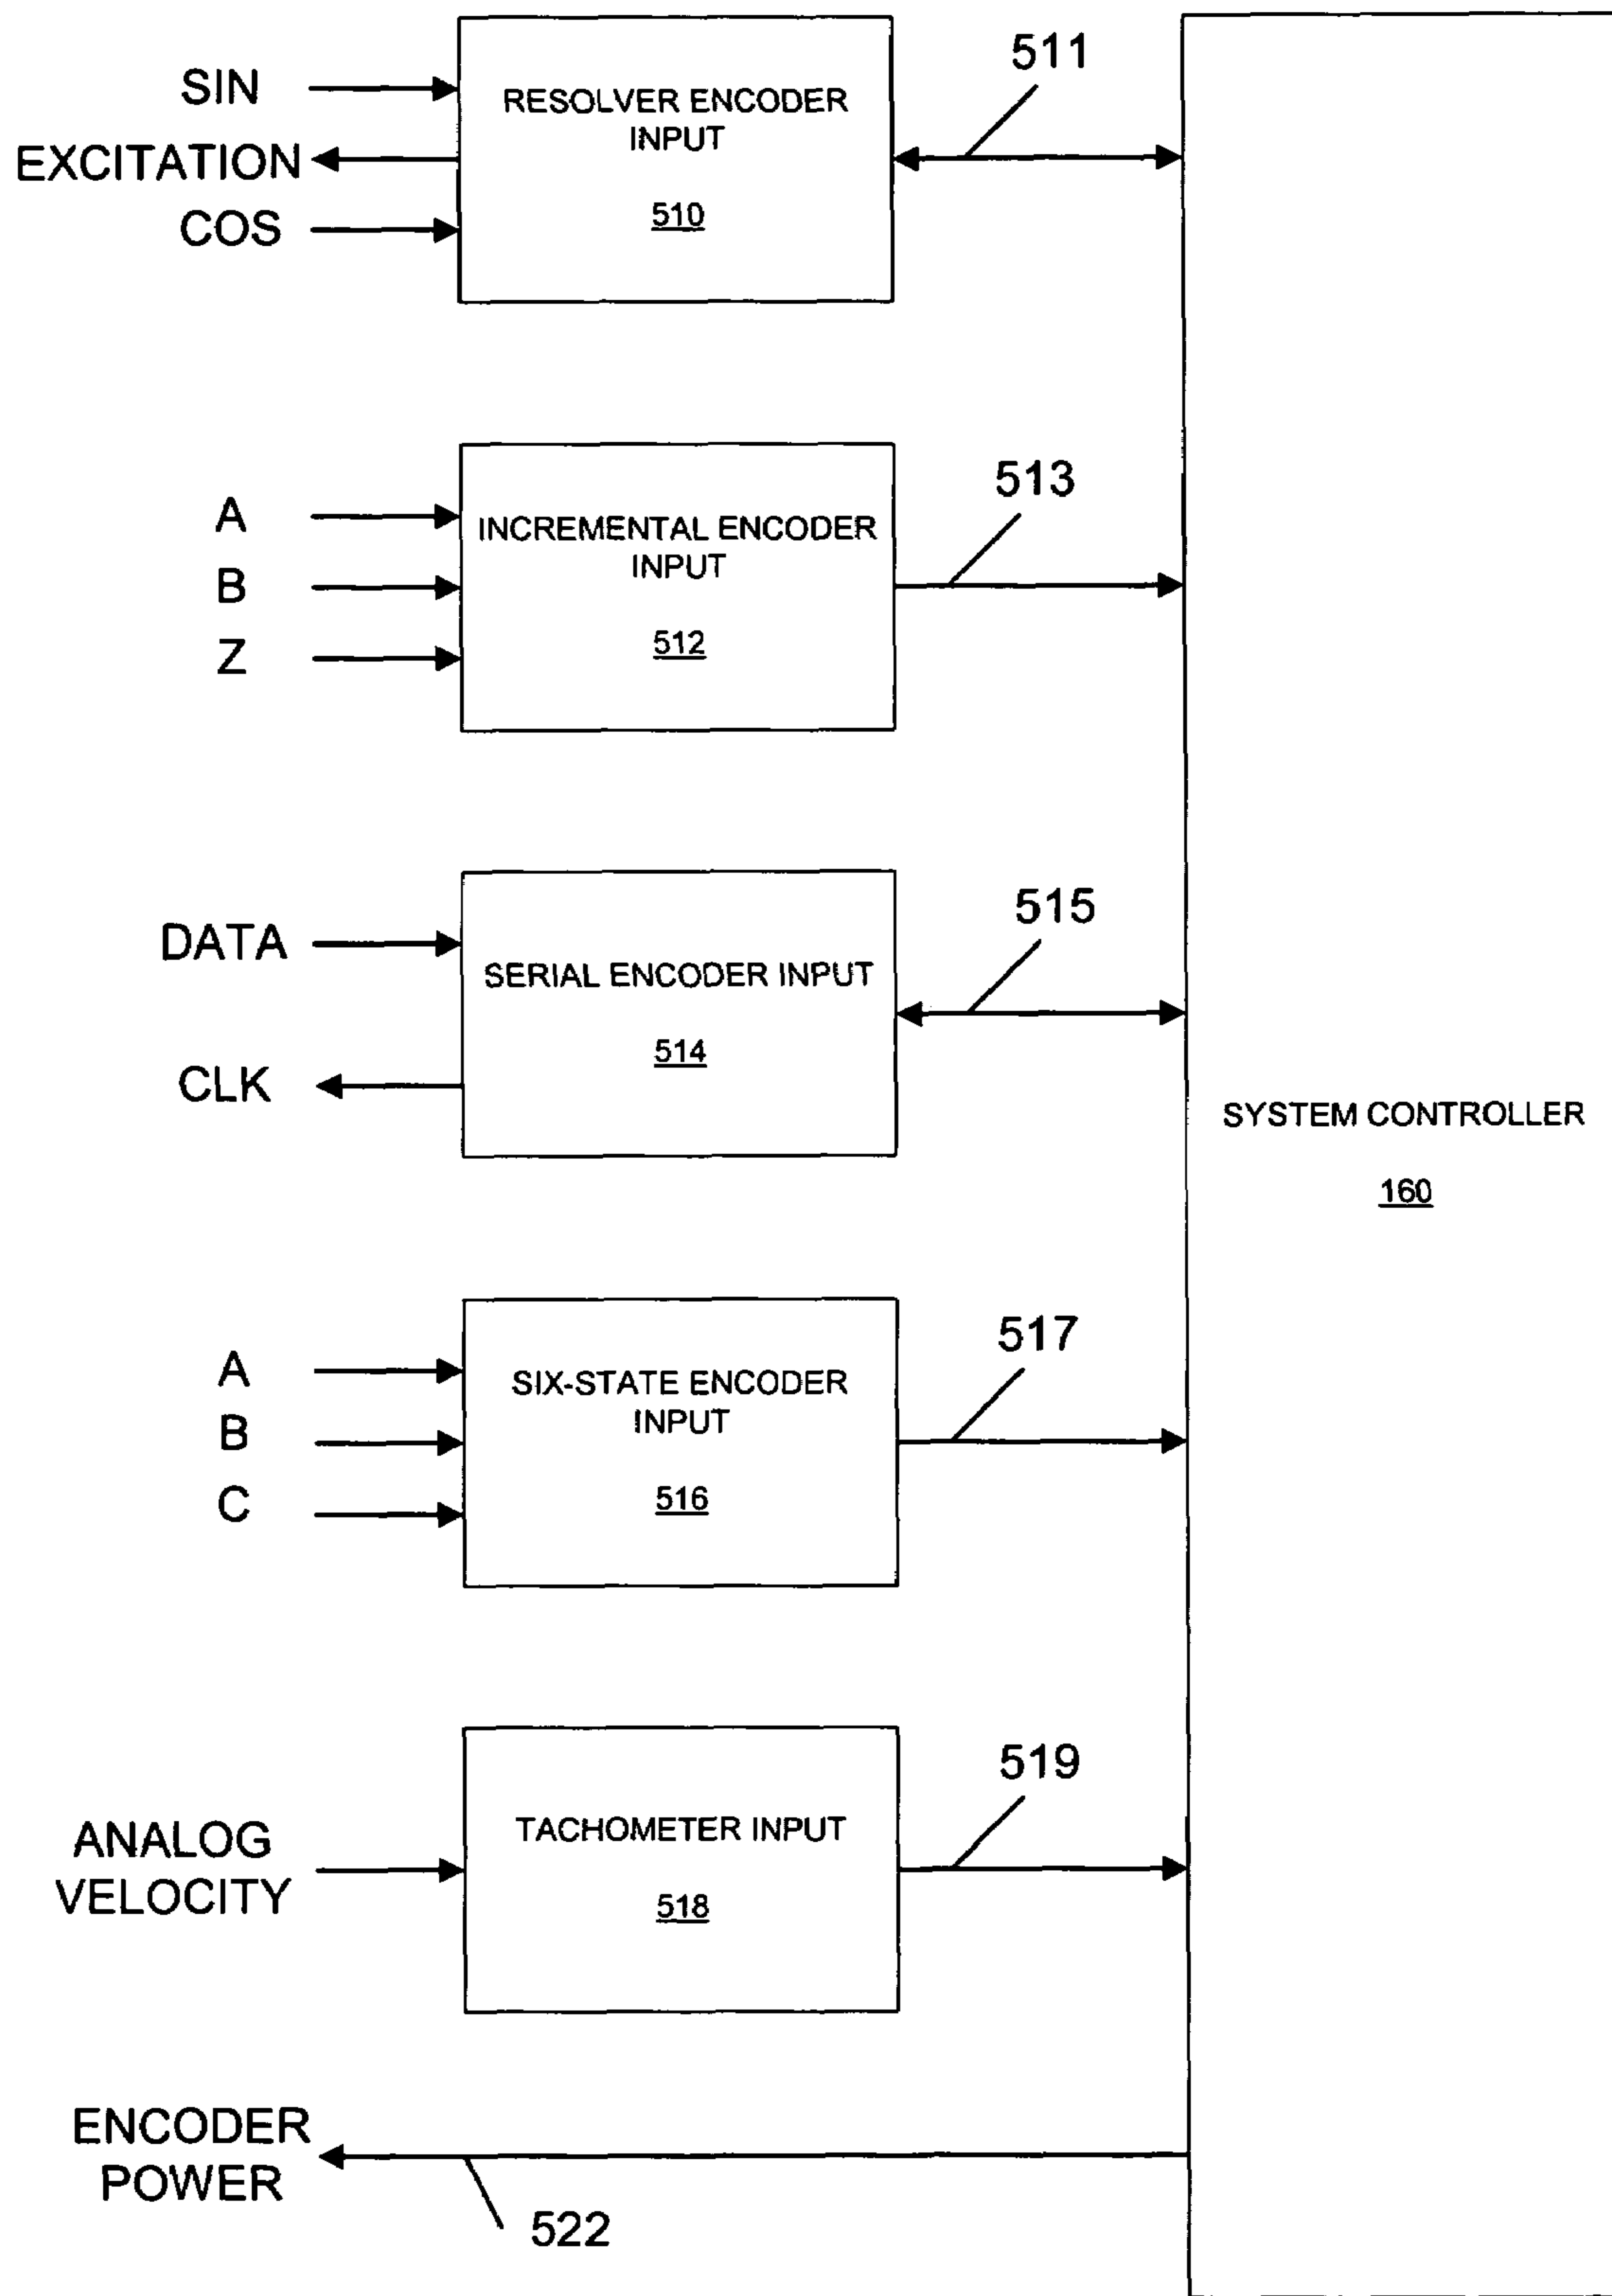 SIN
EXCITATION
COS
RESOLVER ENCODER
INPUT
510
511
A
B
Z
INCREMENTAL ENCODER
INPUT
512
513
DATA
CLK
SERIAL ENCODER INPUT
514
515
SYSTEM CONTROLLER
160
A
B
C
SIX-STATE ENCODER
INPUT
516
517
ANALOG
VELOCITY
TACHOMETER INPUT
518
519
ENCODER
POWER
522